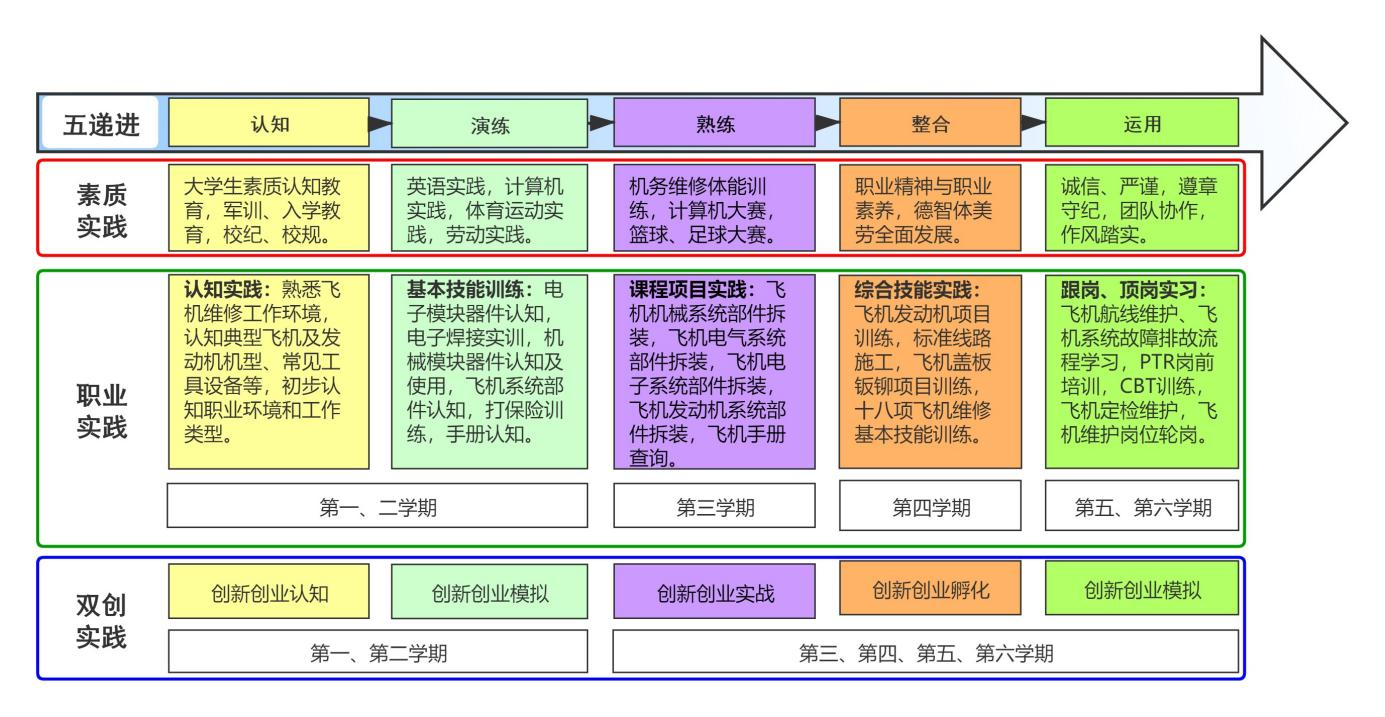 五递进
认知
演练
熟练
整合
运用
素质
实践
大学生素质认知教
育，军训、入学教
育，校纪、校规。
英语实践，计算机
实践，体育运动实
践，劳动实践。
机务维修体能训
练，计算机大赛，
篮球、足球大赛。
职业精神与职业
素养，德智体美
劳全面发展。
诚信、严谨，遵章
守纪，团队协作，
作风踏实。
职业
实践
认知实践：熟悉飞
机维修工作环境，
认知典型飞机及发
动机机型、常见工
具设备等，初步认
知职业环境和工作
类型。
基本技能训练：电
子模块器件认知，
电子焊接实训，机
械模块器件认知及
使用，飞机系统部
件认知，打保险训
练，手册认知。
课程项目实践：飞
机机械系统部件拆
装，飞机电气系统
部件拆装，飞机电
子系统部件拆装，
飞机发动机系统部
件拆装，飞机手册
查询。
综合技能实践：
飞机发动机项目
训练，标准线路
施工，飞机盖板
钣铆项目训练，
十八项飞机维修
基本技能训练。
跟岗、顶岗实习：
飞机航线维护、飞
机系统故障排故流
程学习，PTR岗前
培训，CBT训练，
飞机定检维护，飞
机维护岗位轮岗。
第一、二学期
第三学期
第四学期
第五、第六学期
双创
实践
创新创业认知
创新创业模拟
创新创业实战
创新创业孵化
创新创业模拟
第一、第二学期
第三、第四、第五、第六学期